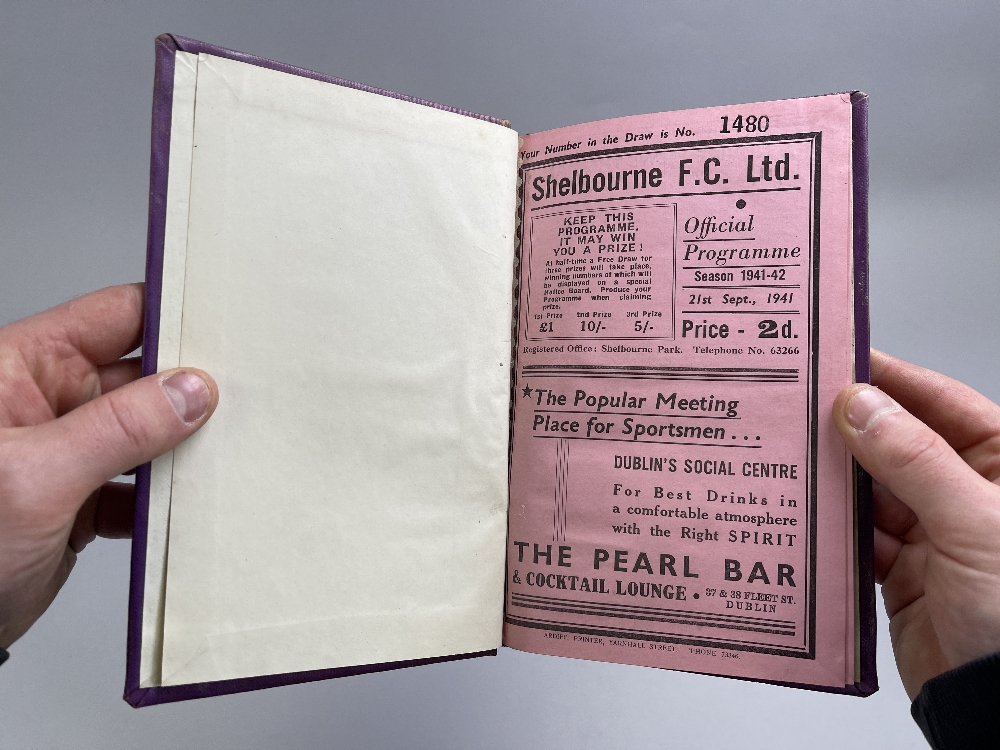 Your Number in the Draw is No. 1480
Shelbourne F.C. Ltd.
KEEP THIS
PROGRAMME.
IT MAY WIN
YOU A PRIZE!
At half-time a Free Draw for
three prizes will take place,
winning numbers of which will
be displayed on a special
Notice Board. Produce your
Programme when claiming
prize.
1st Prize 2nd Prize 3rd Prize
£1 10/- 5/-
Official
Programme
Season 1941-42
21st Sept., 1941
Price - 2d.
Registered Office: Shelbourne Park. Telephone No. 63266
★The Popular Meeting
Place for Sportsmen...
DUBLIN'S SOCIAL CENTRE
For Best Drinks in
a comfortable atmosphere
with the Right SPIRIT
THE PEARL BAR
& COCKTAIL LOUNGE • 37 & 38 FLEET ST.
DUBLIN
PRINTER, YARNHALL STREET 'PHONE